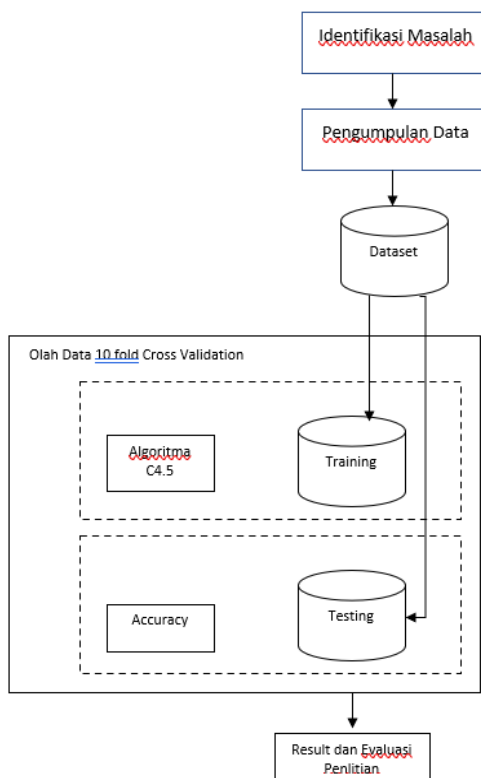 Identifikasi Masalah
Pengumpulan Data
Dataset
Olah Data 10 fold Cross Validation
Algoritma
C4.5
Training
Accuracy
Testing
Result dan Evaluasi
Penlitian